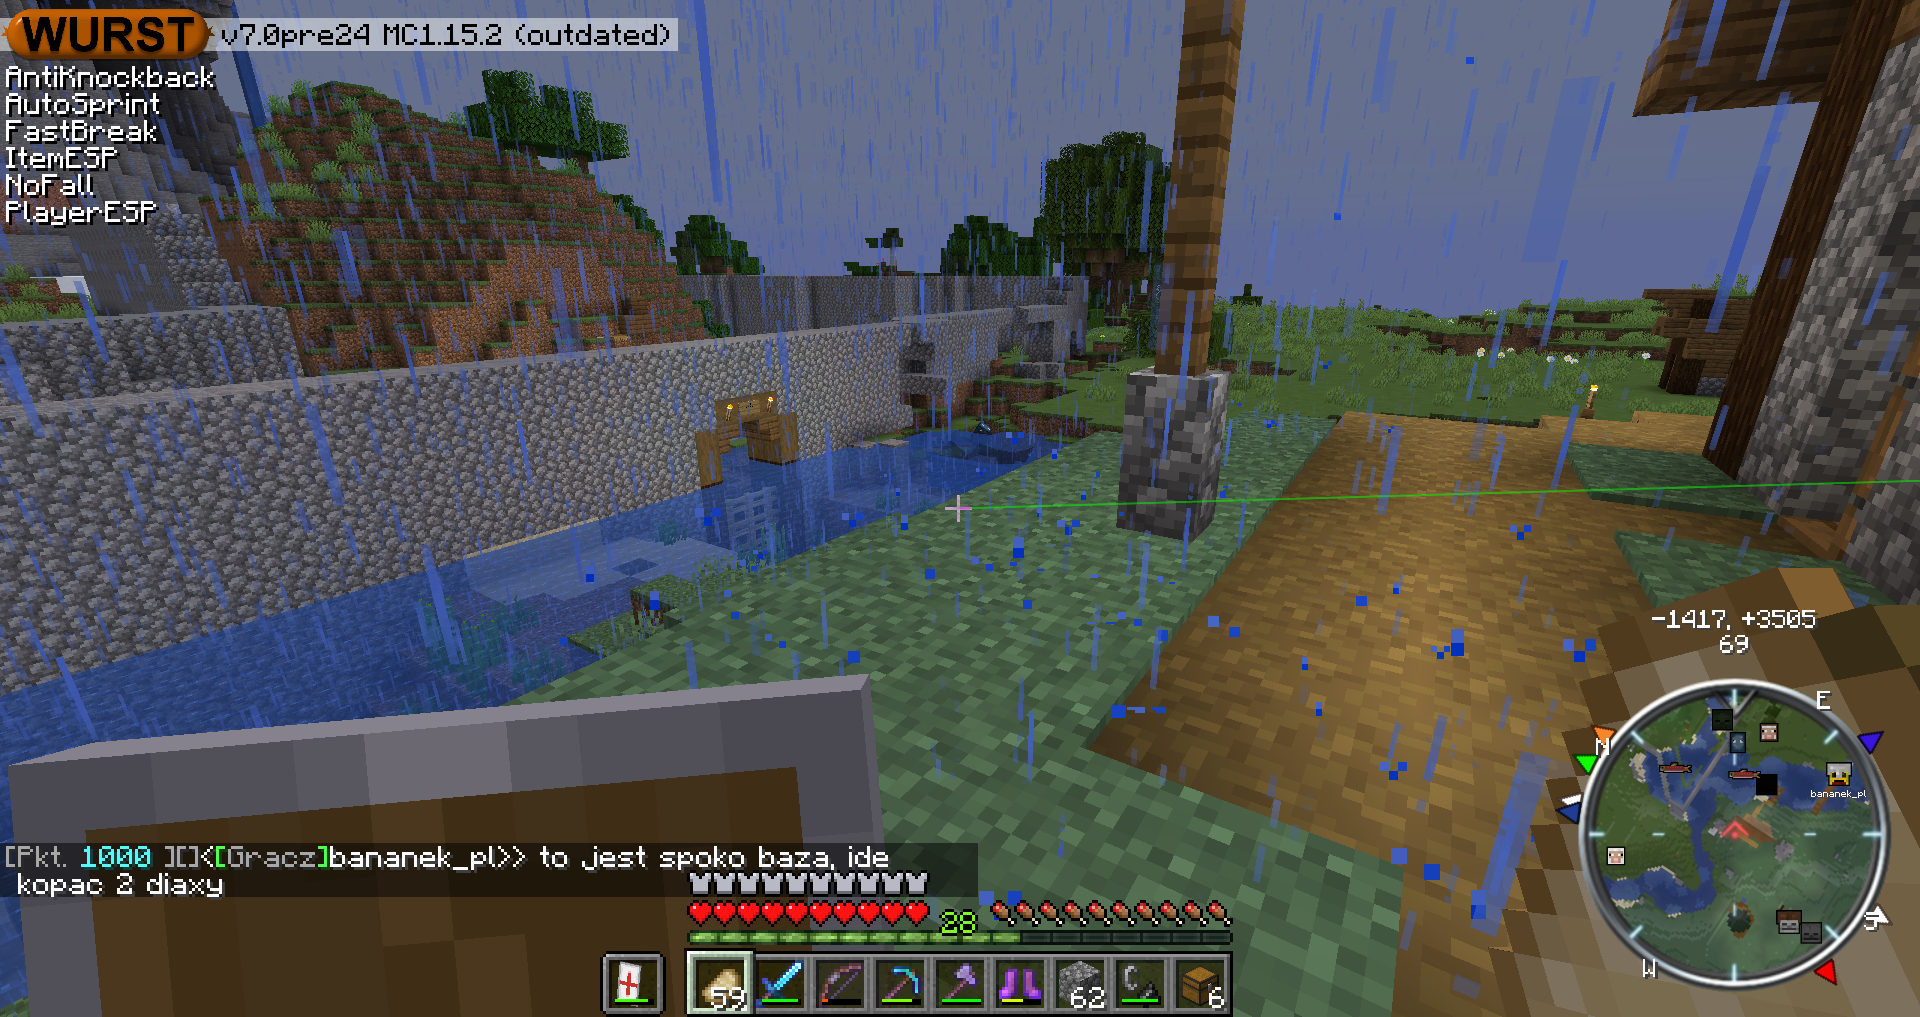 WURST v7.0pre24 MC1.15.2 (outdated)
AntiKnockback
AutoSprint
FastBreak
ItemESP
NoFall
PlayerESP
-1417, +3505
69
E
N
bananek_pl
S
W
[Pkt. 1000 ][]<[Gracz]bananek_pl>> to jest spoko baza, ide
kopac 2 diaxy
28
59
62
6